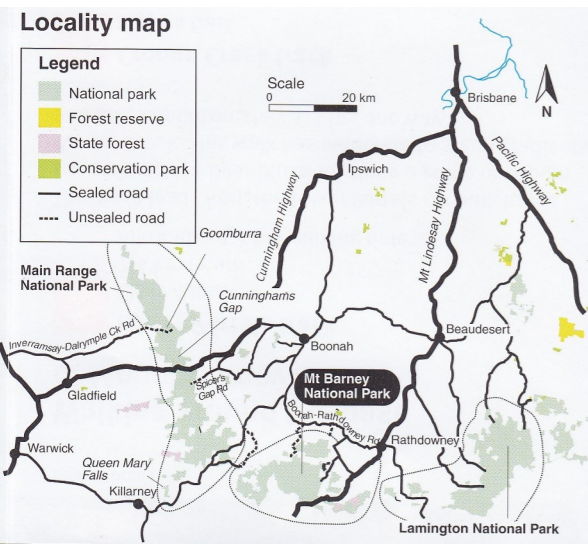 Locality map
Legend
National park
Forest reserve
State forest
Conservation park
Sealed road
Unsealed road
Scale
0 20 km
N
Brisbane
Ipswich
Pacific Highway
Cunningham Highway
Mt Lindesay Highway
Goomburra
Main Range
National Park
Cunninghams
Gap
Inverramsay-Dalrymple Ck Rd
Boonah
Beaudesert
Spicer's
Gap Rd
Gladfield
Mt Barney
National Park
Boonah-Rathdowney Rd
Rathdowney
Warwick
Queen Mary
Falls
Killarney
Lamington National Park